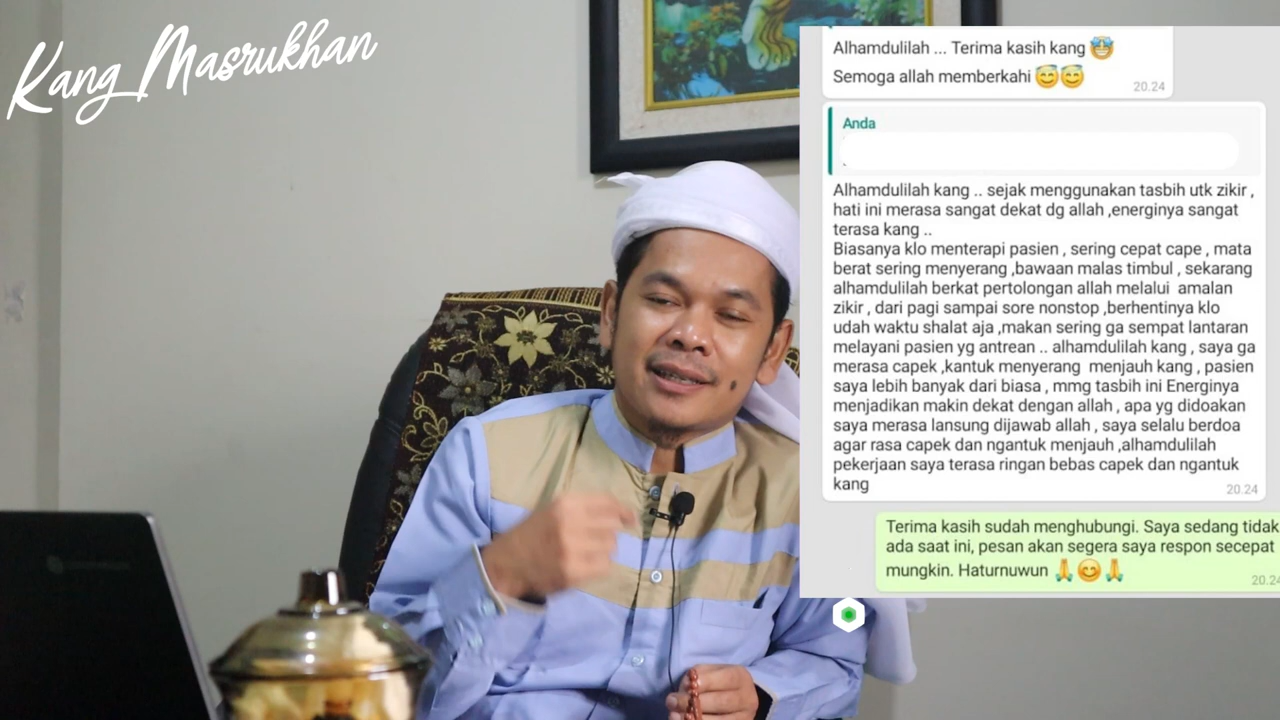 Kang Masrukhan
Alhamdulilah ... Terima kasih kang 🤩
Semoga allah memberkahi 😇😇
20.24
Anda
Alhamdulilah kang .. sejak menggunakan tasbih utk zikir ,
hati ini merasa sangat dekat dg allah ,energinya sangat
terasa kang ..
Biasanya klo menterapi pasien , sering cepat cape , mata
berat sering menyerang ,bawaan malas timbul , sekarang
alhamdulilah berkat pertolongan allah melalui  amalan
zikir , dari pagi sampai sore nonstop ,berhentinya klo
udah waktu shalat aja ,makan sering ga sempat lantaran
melayani pasien yg antrean .. alhamdulilah kang , saya ga
merasa capek ,kantuk menyerang  menjauh kang , pasien
saya lebih banyak dari biasa , mmg tasbih ini Energinya
menjadikan makin dekat dengan allah , apa yg didoakan
saya merasa lansung dijawab allah , saya selalu berdoa
agar rasa capek dan ngantuk menjauh ,alhamdulilah
pekerjaan saya terasa ringan bebas capek dan ngantuk
kang
20.24
Terima kasih sudah menghubungi. Saya sedang tidak
ada saat ini, pesan akan segera saya respon secepat
mungkin. Haturnuwun 🙏😊🙏
20.24